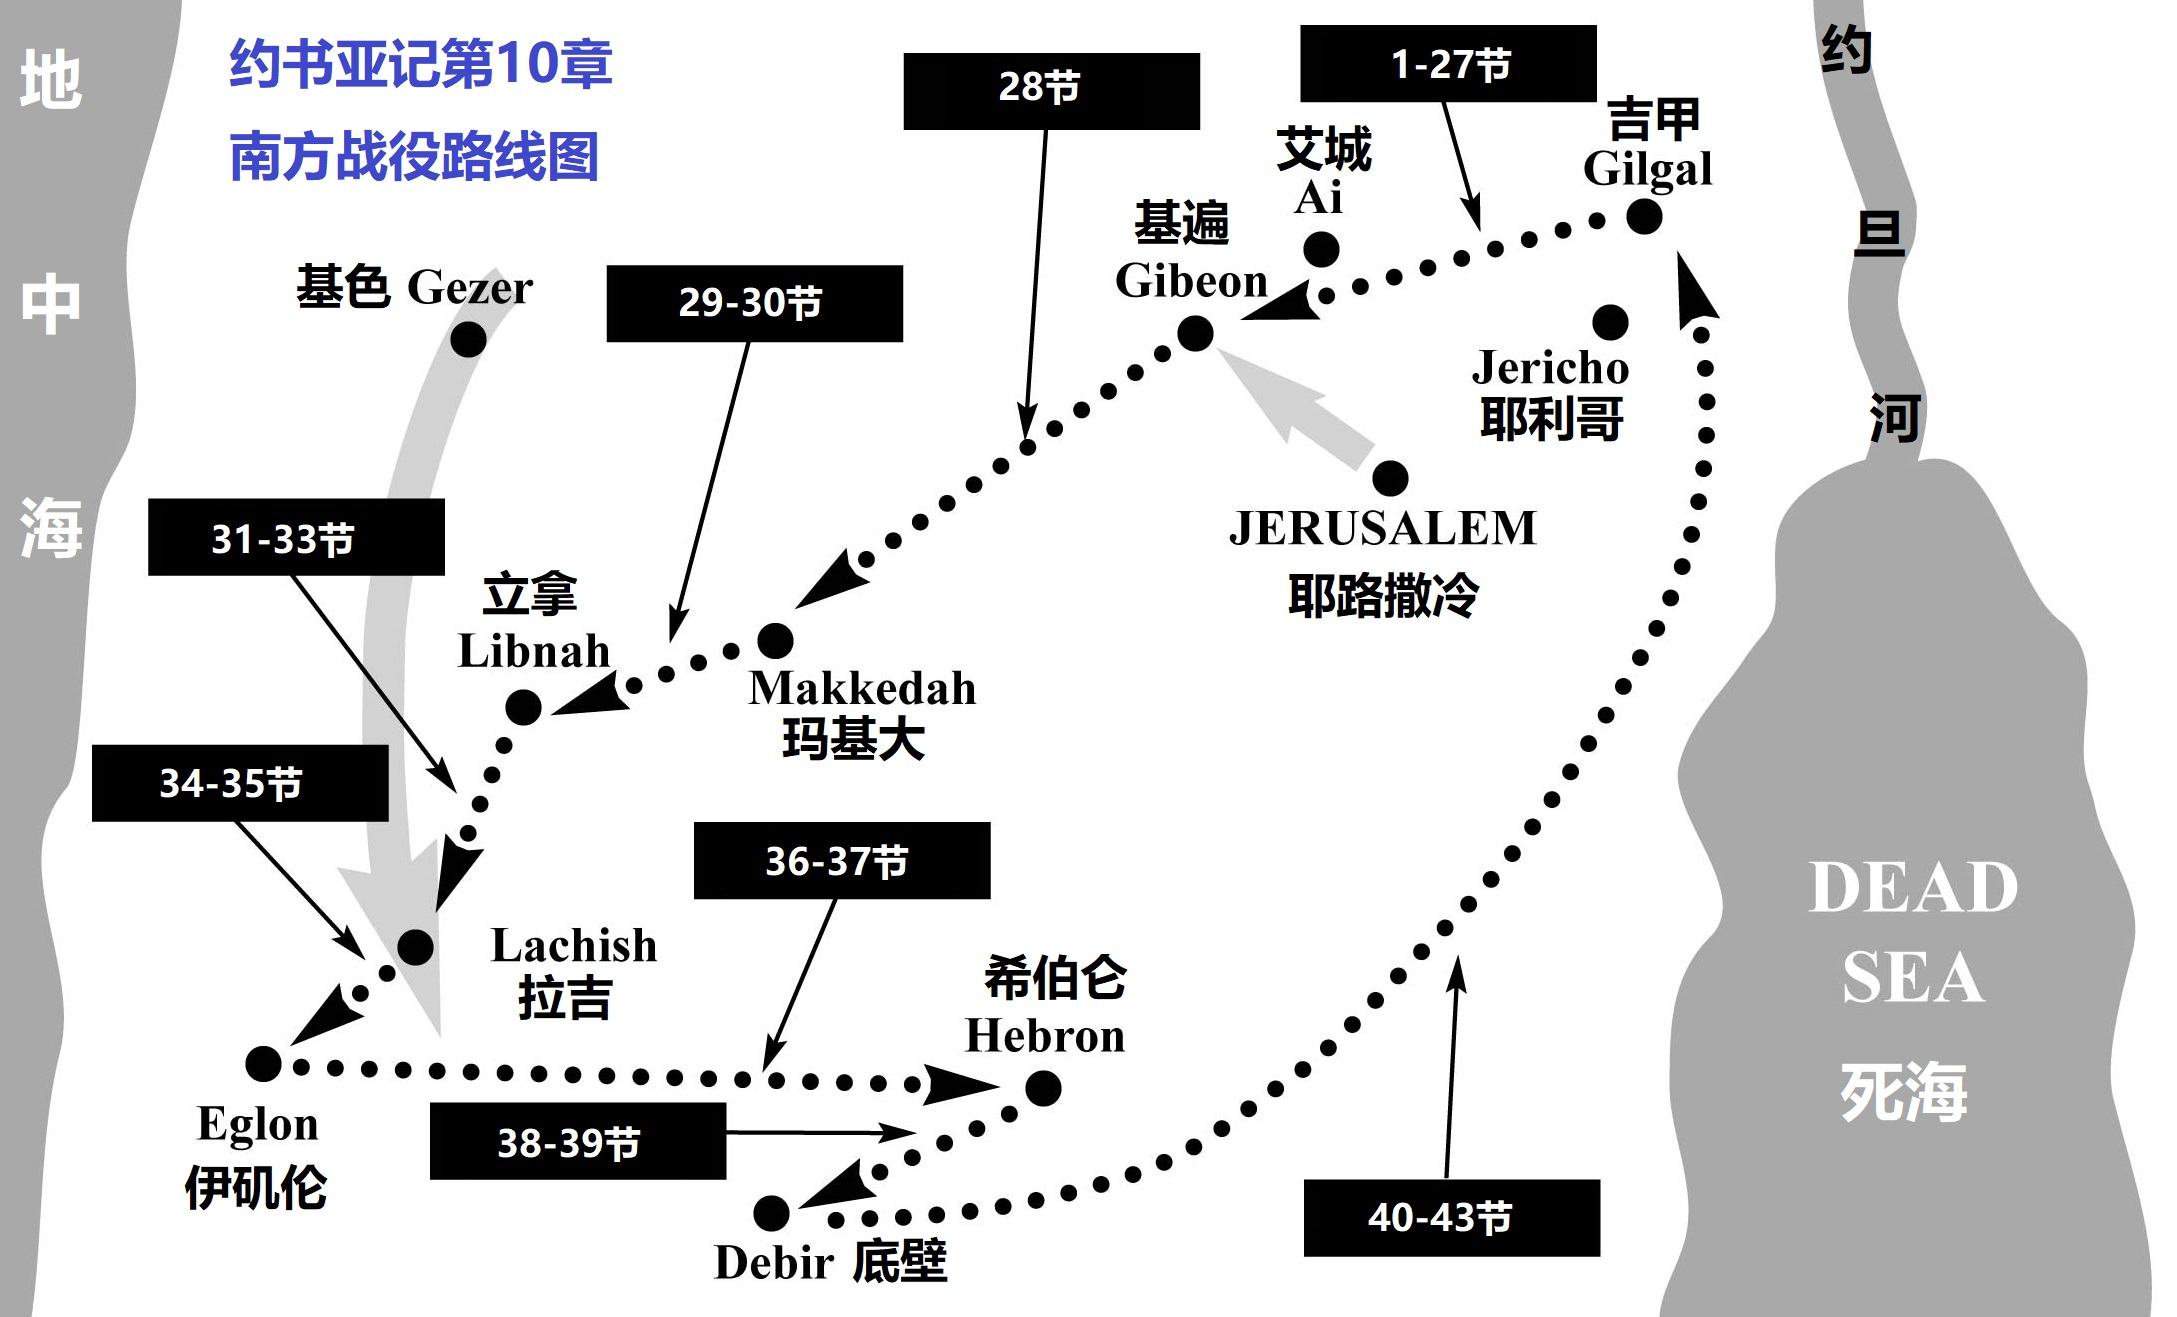 约书亚记第10章
南方战役路线图
地
中
海
28节
1-27节
约
旦
河
吉甲
Gilgal
艾城
Ai
基遍
Gibeon
基色 Gezer
29-30节
Jericho
耶利哥
JERUSALEM
耶路撒冷
31-33节
立拿
Libnah
Makkedah
玛基大
34-35节
36-37节
Lachish
拉吉
希伯仑
Hebron
DEAD
SEA
死海
Eglon
伊矶伦
38-39节
40-43节
Debir 底壁